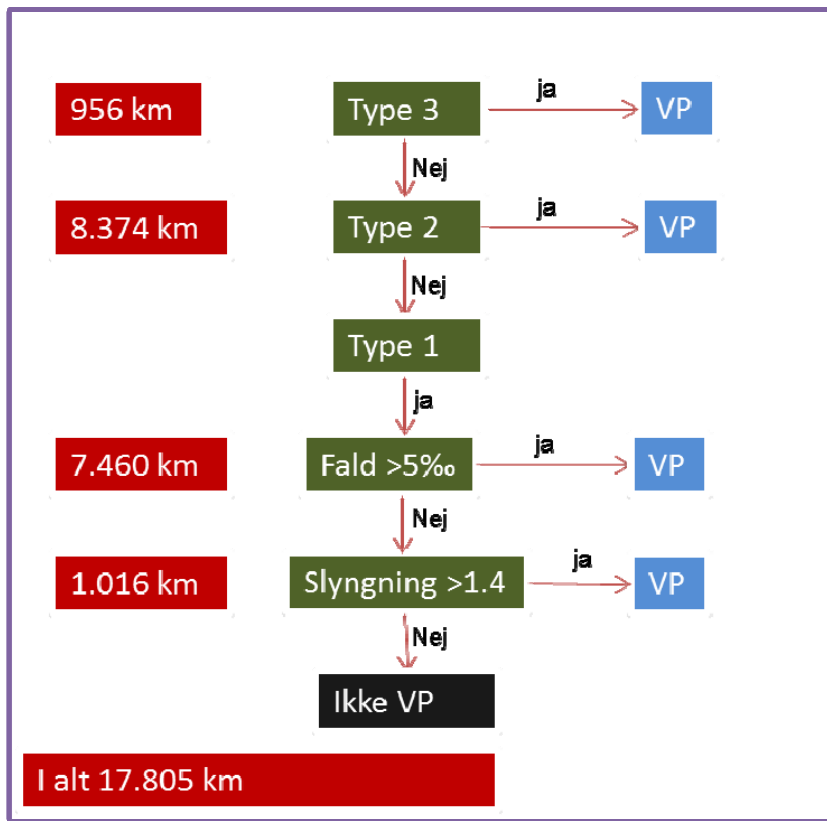 956 km
Type 3
ja
VP
Nej
8.374 km
Type 2
ja
VP
Nej
Type 1
ja
7.460 km
Fald >5‰
ja
VP
Nej
1.016 km
Slyngning >1.4
ja
VP
Nej
Ikke VP
I alt 17.805 km